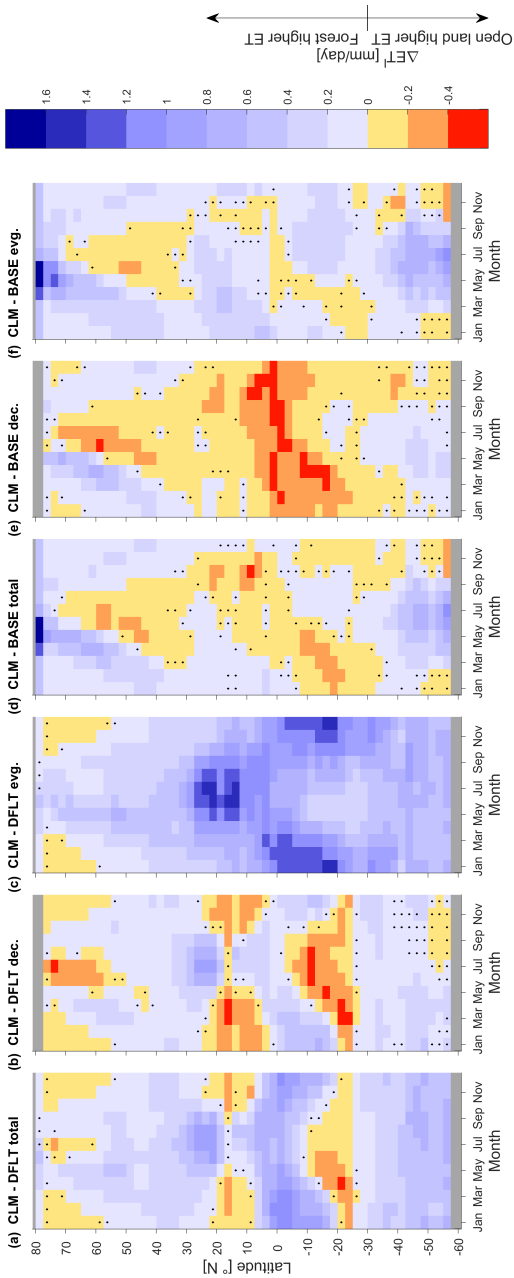 (a) CLM - DFLT total
(b) CLM - DFLT dec.
(c) CLM - DFLT evg.
(d) CLM - BASE total
(e) CLM - BASE dec.
(f) CLM - BASE evg.
Latitude [° N]
80
70
60
50
40
30
20
10
0
-10
-20
-30
-40
-50
-60
Jan Mar May Jul Sep Nov
Month
Jan Mar May Jul Sep Nov
Month
Jan Mar May Jul Sep Nov
Month
Jan Mar May Jul Sep Nov
Month
Jan Mar May Jul Sep Nov
Month
Jan Mar May Jul Sep Nov
Month
1.6
1.4
1.2
1
0.8
0.6
0.4
0.2
0
-0.2
-0.4
ΔETˡ [mm/day]
Forest higher ET
Open land higher ET